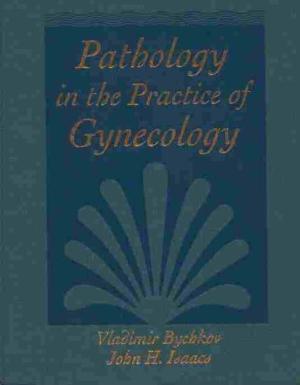 Pathology
in the Practice of
Gynecology
Vladimir Bychkov
John H. Isaacs